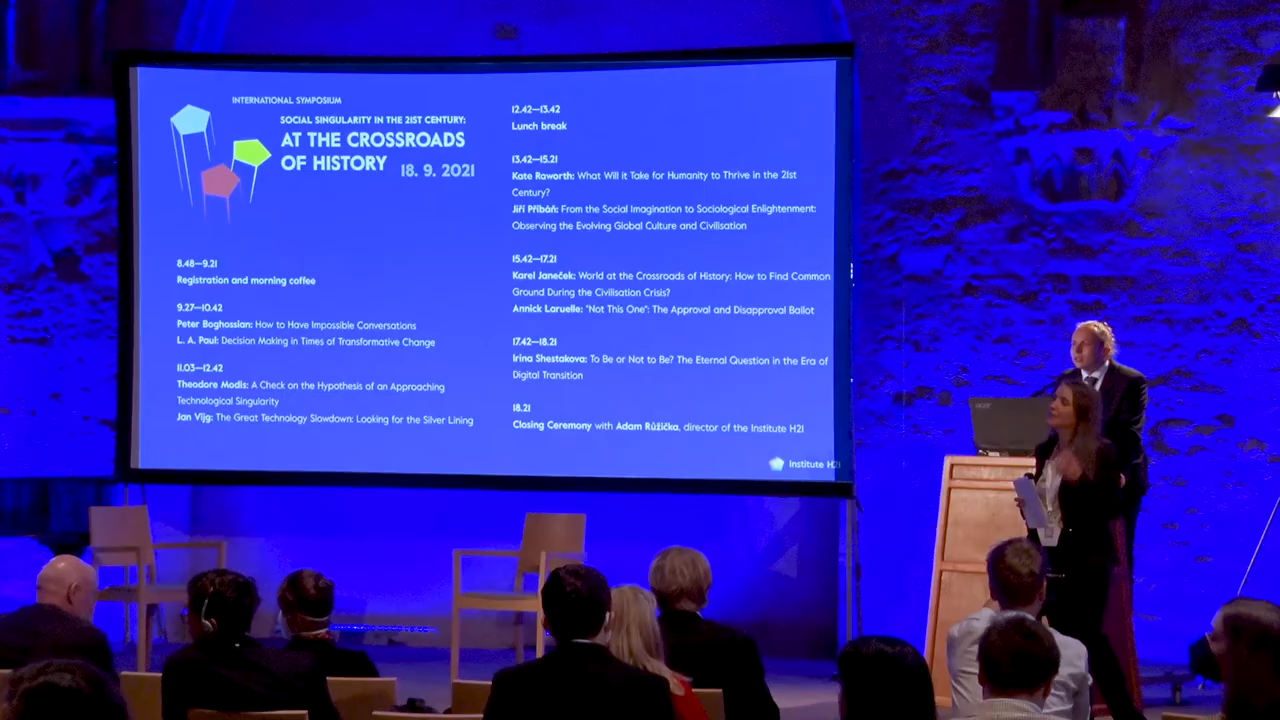 INTERNATIONAL SYMPOSIUM
SOCIAL SINGULARITY IN THE 21ST CENTURY:
AT THE CROSSROADS
OF HISTORY 18. 9. 2021
8.48—9.21
Registration and morning coffee
9.27—10.42
Peter Boghossian: How to Have Impossible Conversations
L. A. Paul: Decision Making in Times of Transformative Change
11.03—12.42
Theodore Modis: A Check on the Hypothesis of an Approaching
Technological Singularity
Jan Vijg: The Great Technology Slowdown: Looking for the Silver Lining
12.42—13.42
Lunch break
13.42—15.21
Kate Raworth: What Will it Take for Humanity to Thrive in the 21st
Century?
Jiří Přibáň: From the Social Imagination to Sociological Enlightenment:
Observing the Evolving Global Culture and Civilisation
15.42—17.21
Karel Janeček: World at the Crossroads of History: How to Find Common
Ground During the Civilisation Crisis?
Annick Laruelle: "Not This One": The Approval and Disapproval Ballot
17.42—18.21
Irina Shestakova: To Be or Not to Be? The Eternal Question in the Era of
Digital Transition
18.21
Closing Ceremony with Adam Růžička, director of the Institute H21
Institute H21
acer